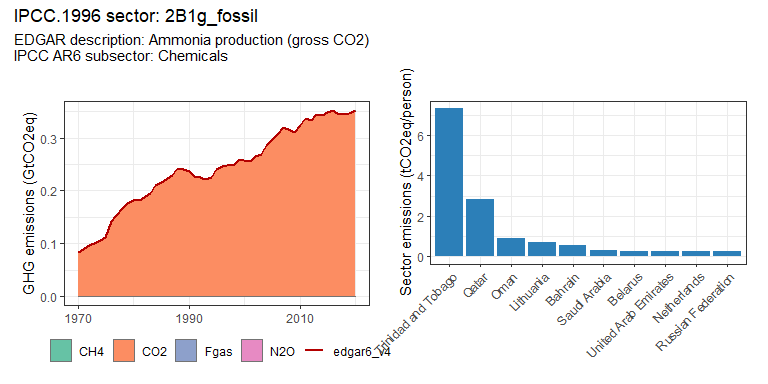 IPCC.1996 sector: 2B1g_fossil
EDGAR description: Ammonia production (gross CO2)
IPCC AR6 subsector: Chemicals
GHG emissions (GtCO2eq)
0.3
0.2
0.1
0.0
1970
1990
2010
CH4
CO2
Fgas
N2O
edgar6_v4
Sector emissions (tCO2eq/person)
6
4
2
0
Trinidad and Tobago
Qatar
Oman
Lithuania
Bahrain
Saudi Arabia
Belarus
United Arab Emirates
Netherlands
Russian Federation